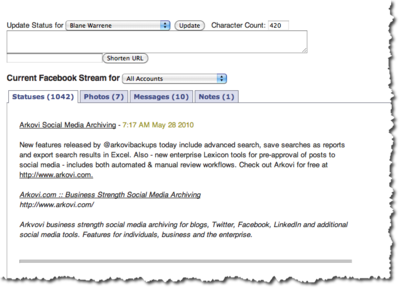 Update Status for Blane Warrene Update Character Count: 420
Shorten URL
Current Facebook Stream for All Accounts
Statuses (1042) Photos (7) Messages (10) Notes (1)
Arkovi Social Media Archiving - 7:17 AM May 28 2010
New features released by @arkovibackups today include advanced search, save searches as reports
and export search results in Excel. Also - new enterprise Lexicon tools for pre-approval of posts to
social media - includes both automated & manual review workflows. Check out Arkovi for free at
http://www.arkovi.com.
Arkovi.com :: Business Strength Social Media Archiving
http://www.arkovi.com/
Arkvovi business strength social media archiving for blogs, Twitter, Facebook, LinkedIn and additional
social media tools. Features for individuals, business and the enterprise.